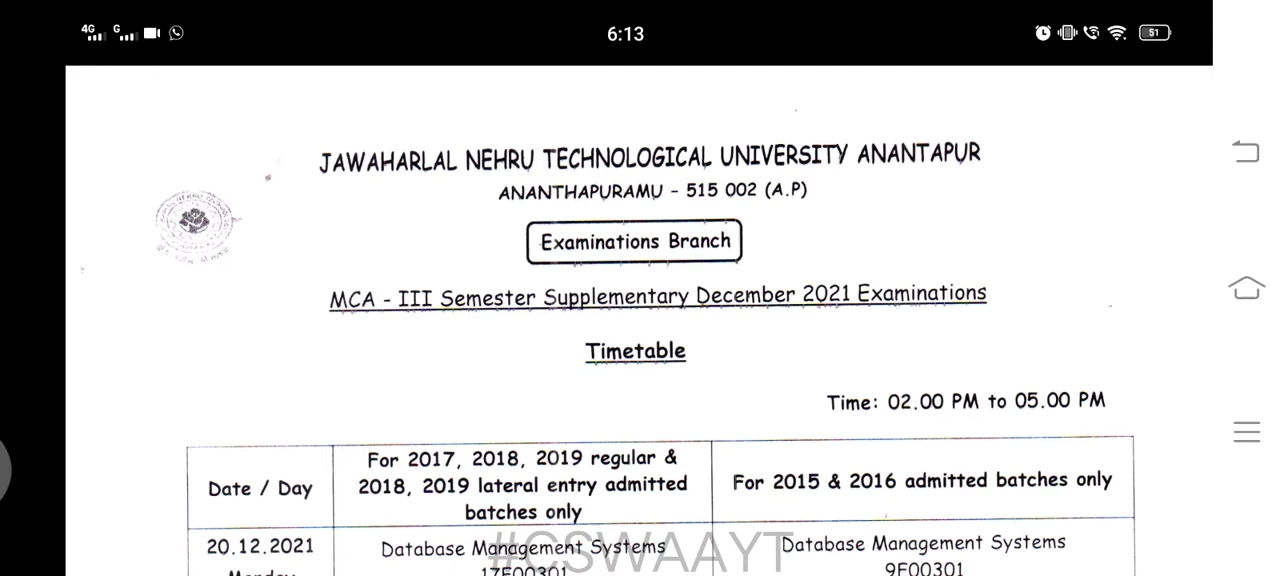 4G G 6:13 51
JAWAHARLAL NEHRU TECHNOLOGICAL UNIVERSITY ANANTAPUR
ANANTHAPURAMU - 515 002 (A.P)
Examinations Branch
MCA - III Semester Supplementary December 2021 Examinations
Timetable
Time: 02.00 PM to 05.00 PM
Date / Day
For 2017, 2018, 2019 regular &
2018, 2019 lateral entry admitted
batches only
For 2015 & 2016 admitted batches only
20.12.2021
Monday
Database Management Systems
17F00301
Database Management Systems
9F00301
#CSWAAYT